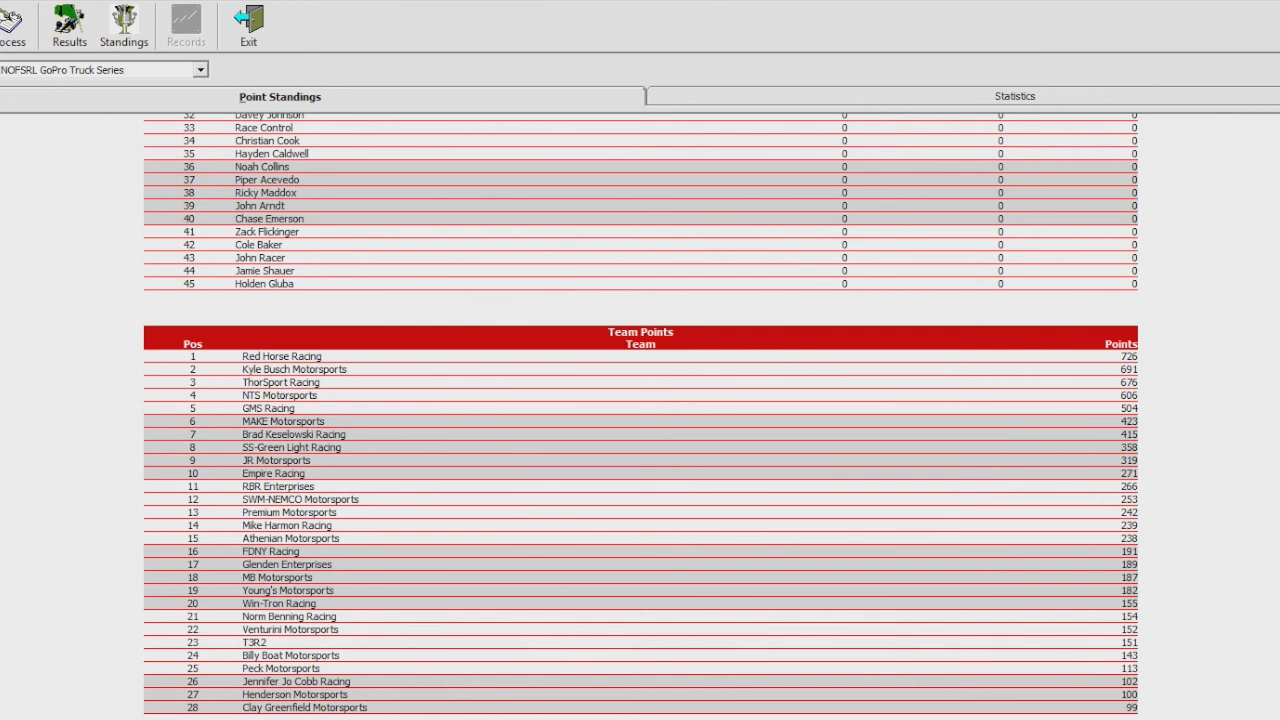 ocess Results Standings Records Exit
NOFSRL GoPro Truck Series
Point Standings Statistics
32 Davey Johnson 0 0 0
33 Race Control 0 0 0
34 Christian Cook 0 0 0
35 Hayden Caldwell 0 0 0
36 Noah Collins 0 0 0
37 Piper Acevedo 0 0 0
38 Ricky Maddox 0 0 0
39 John Arndt 0 0 0
40 Chase Emerson 0 0 0
41 Zack Flickinger 0 0 0
42 Cole Baker 0 0 0
43 John Racer 0 0 0
44 Jamie Shauer 0 0 0
45 Holden Gluba 0 0 0
Team Points
Pos Team Points
1 Red Horse Racing 726
2 Kyle Busch Motorsports 691
3 ThorSport Racing 676
4 NTS Motorsports 606
5 GMS Racing 504
6 MAKE Motorsports 423
7 Brad Keselowski Racing 415
8 SS-Green Light Racing 358
9 JR Motorsports 319
10 Empire Racing 271
11 RBR Enterprises 266
12 SWM-NEMCO Motorsports 253
13 Premium Motorsports 242
14 Mike Harmon Racing 239
15 Athenian Motorsports 238
16 FDNY Racing 191
17 Glenden Enterprises 189
18 MB Motorsports 187
19 Young's Motorsports 182
20 Win-Tron Racing 155
21 Norm Benning Racing 154
22 Venturini Motorsports 152
23 T3R2 151
24 Billy Boat Motorsports 143
25 Peck Motorsports 113
26 Jennifer Jo Cobb Racing 102
27 Henderson Motorsports 100
28 Clay Greenfield Motorsports 99